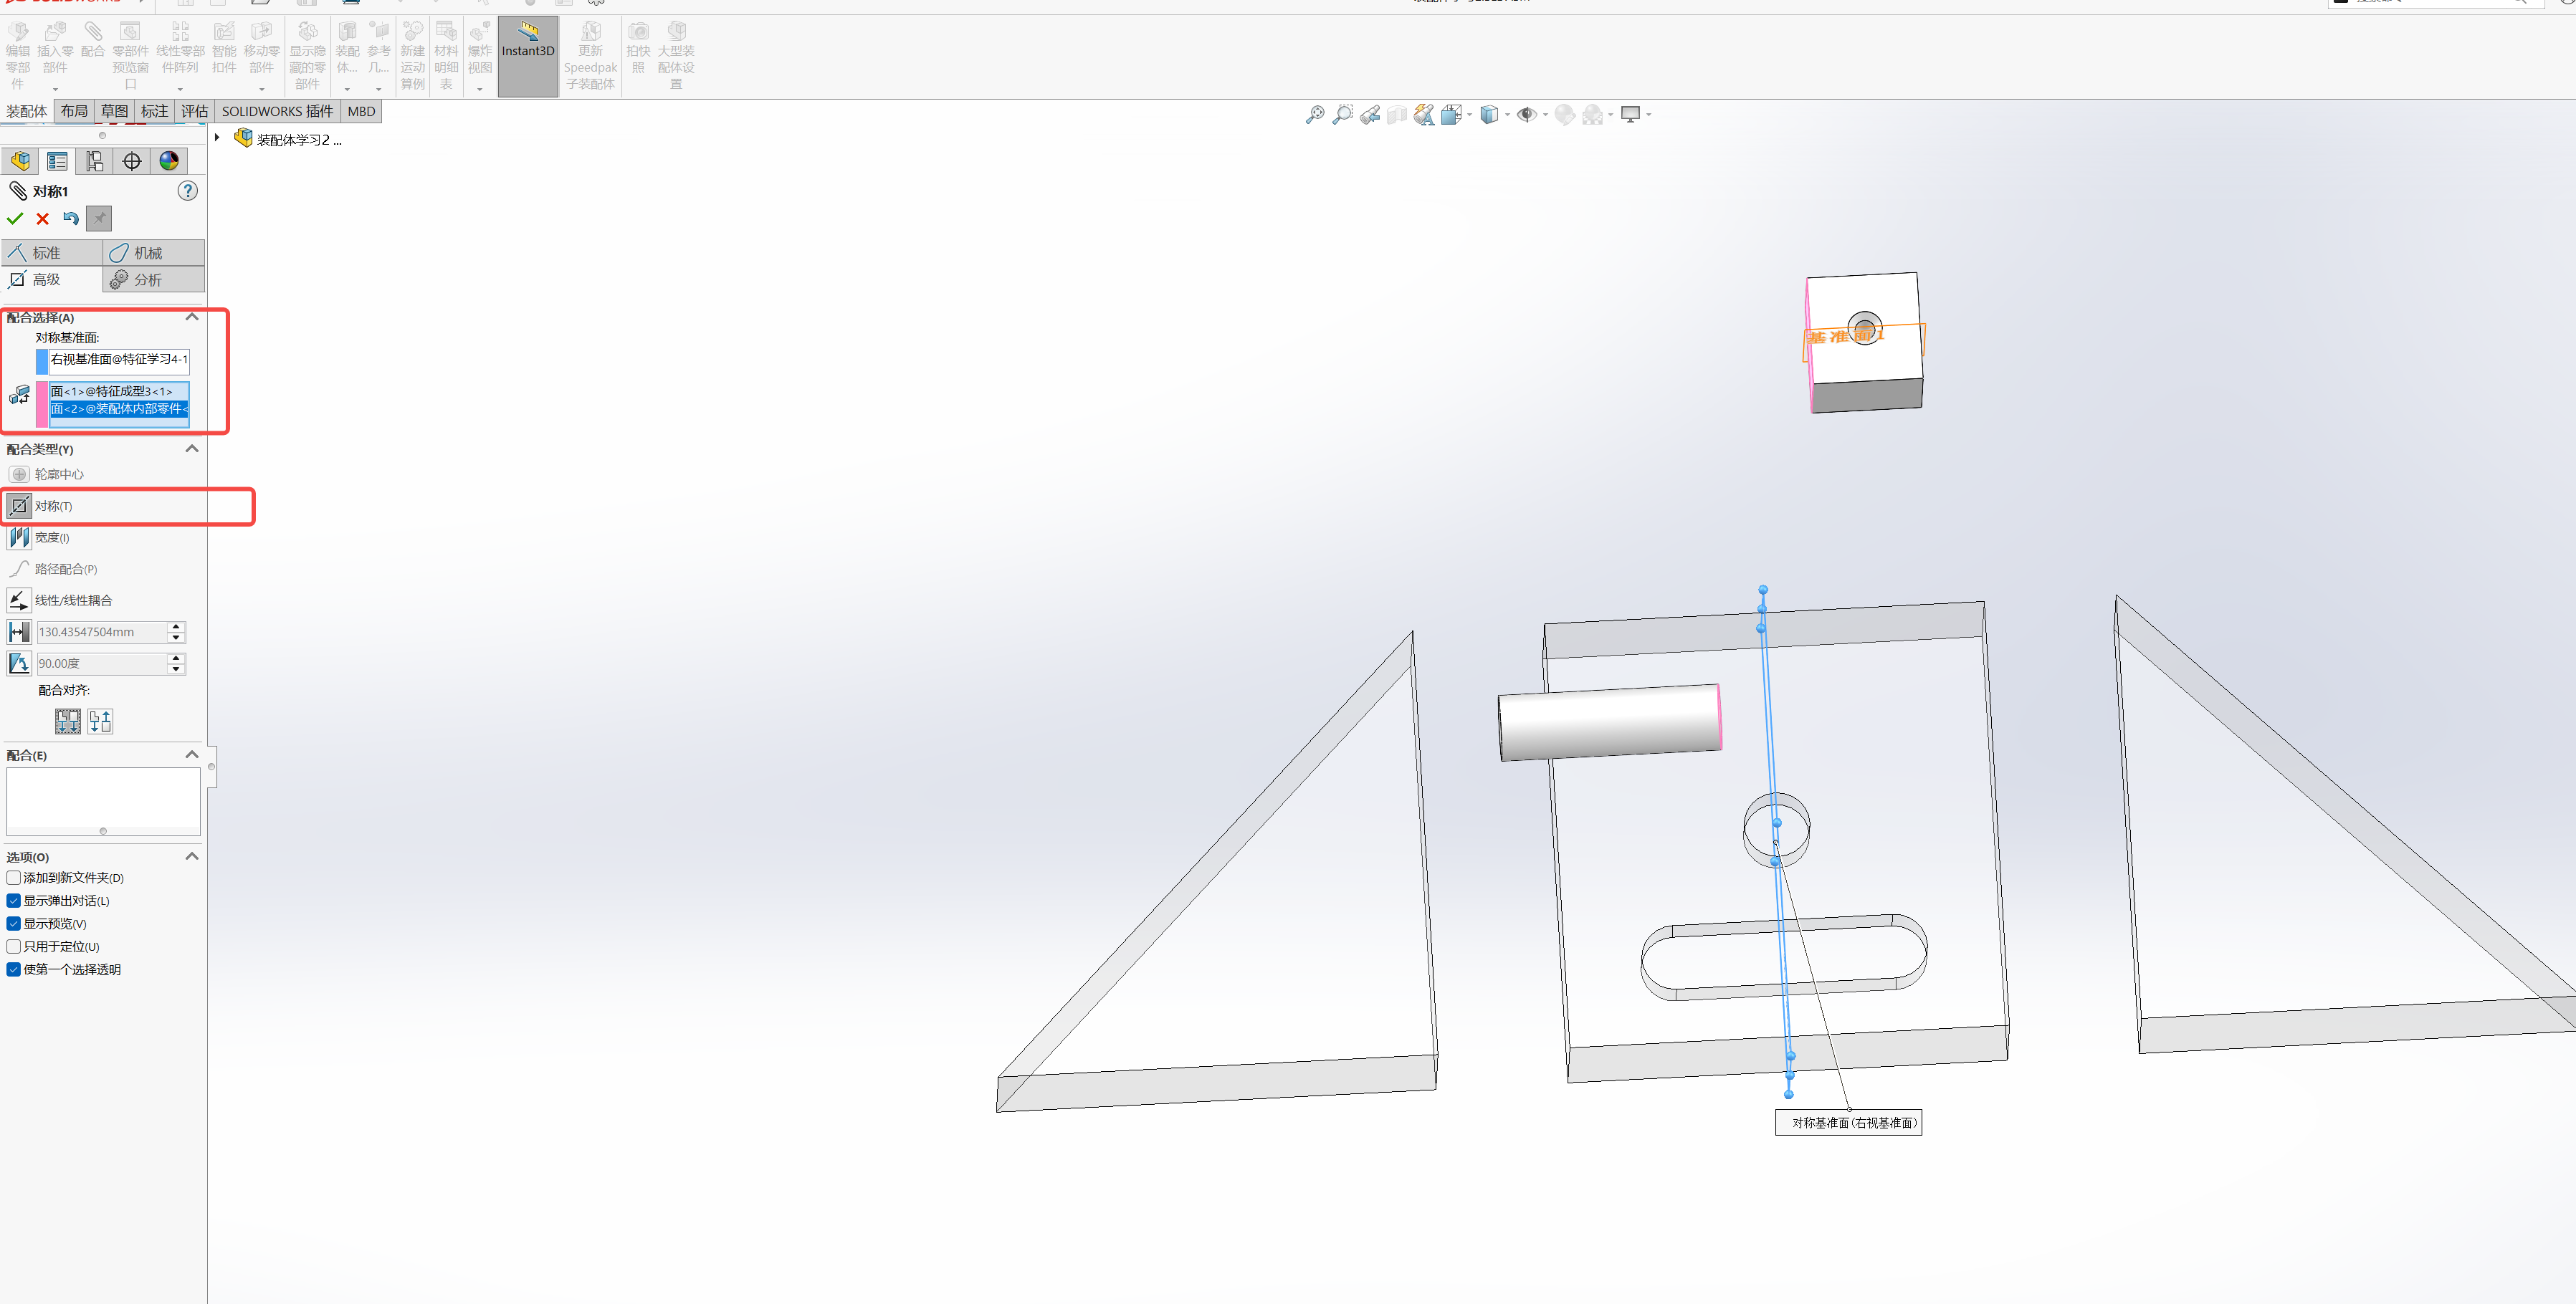 编辑零部件
插入零部件
配合
零部件预览窗口
线性零部件阵列
智能扣件
移动零部件
显示隐藏的零部件
装配体...
参考几...
新建运动算例
材料明细表
爆炸视图
Instant3D
更新Speedpak子装配体
拍快照
大型装配体设置
装配体 布局 草图 标注 评估 SOLIDWORKS 插件 MBD
装配体学习2 ...
对称1
标准 机械
高级 分析
配合选择(A)
对称基准面:
右视基准面@特征学习4-1
面<1>@特征成型3<1>
面<2>@装配体内部零件<
配合类型(Y)
轮廓中心
对称(T)
宽度(I)
路径配合(P)
线性/线性耦合
130.43547504mm
90.00度
配合对齐:
配合(E)
选项(O)
添加到新文件夹(D)
显示弹出对话(L)
显示预览(V)
只用于定位(U)
使第一个选择透明
基准面1
对称基准面(右视基准面)